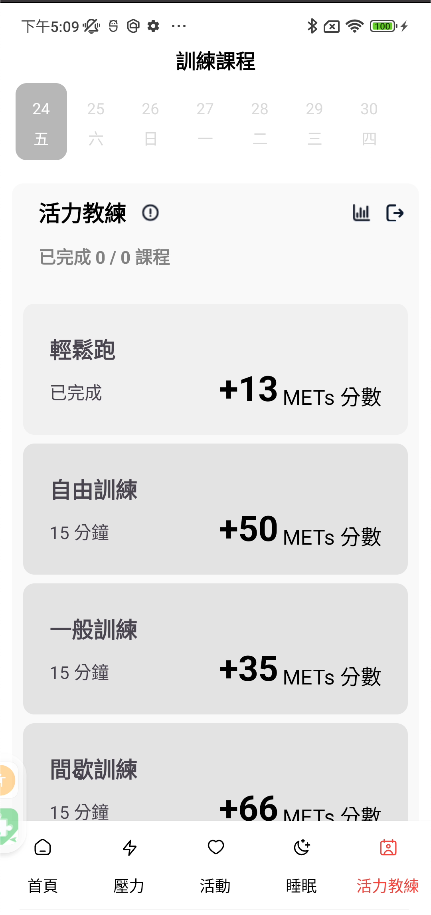 下午5:09
100
訓練課程
24 25 26 27 28 29 30
五 六 日 一 二 三 四
活力教練
已完成 0 / 0 課程
輕鬆跑
已完成 +13 METs 分數
自由訓練
15 分鐘 +50 METs 分數
一般訓練
15 分鐘 +35 METs 分數
間歇訓練
15 分鐘 +66 METs 分數
首頁 壓力 活動 睡眠 活力教練